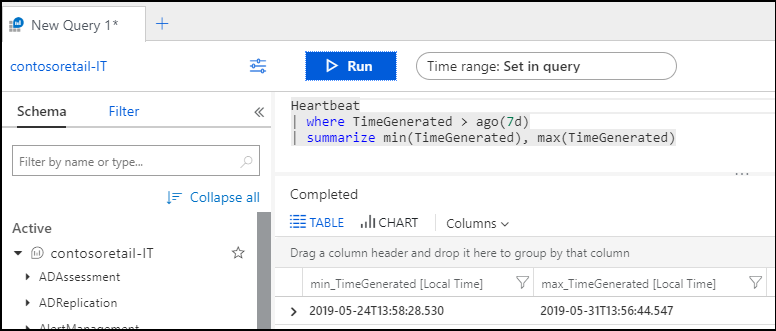 New Query 1*
contosoretail-IT
Run
Time range: Set in query
Schema
Filter
Filter by name or type...
Collapse all
Active
contosoretail-IT
ADAssessment
ADReplication
AlertManagement
Heartbeat
| where TimeGenerated > ago(7d)
| summarize min(TimeGenerated), max(TimeGenerated)
Completed
TABLE CHART Columns
Drag a column header and drop it here to group by that column
min_TimeGenerated [Local Time] max_TimeGenerated [Local Time]
2019-05-24T13:58:28.530 2019-05-31T13:56:44.547